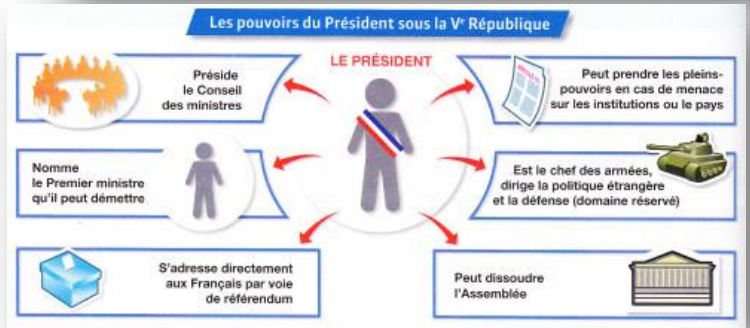 Les pouvoirs du Président sous la Vᵉ République
LE PRÉSIDENT
Préside
le Conseil
des ministres
Nomme
le Premier ministre
qu'il peut démettre
S'adresse directement
aux Français par voie
de référendum
Peut prendre les pleins-
pouvoirs en cas de menace
sur les institutions ou le pays
Est le chef des armées,
dirige la politique étrangère
et la défense (domaine réservé)
Peut dissoudre
l'Assemblée